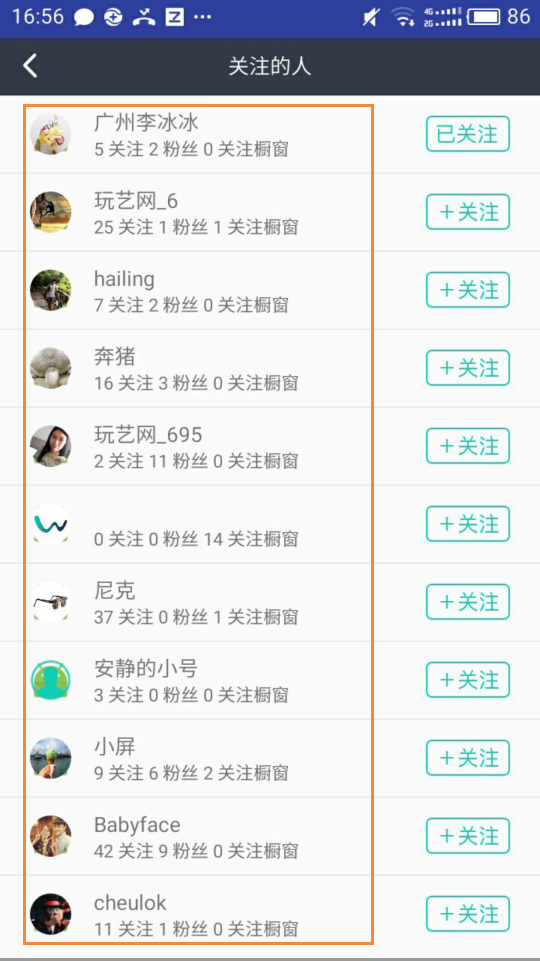 16:56
4G
2G
86
关注的人
广州李冰冰
5 关注 2 粉丝 0 关注橱窗
已关注
玩艺网_6
25 关注 1 粉丝 1 关注橱窗
＋关注
hailing
7 关注 2 粉丝 0 关注橱窗
＋关注
奔猪
16 关注 3 粉丝 0 关注橱窗
＋关注
玩艺网_695
2 关注 11 粉丝 0 关注橱窗
＋关注
0 关注 0 粉丝 14 关注橱窗
＋关注
尼克
37 关注 0 粉丝 1 关注橱窗
＋关注
安静的小号
3 关注 0 粉丝 0 关注橱窗
＋关注
小屏
9 关注 6 粉丝 2 关注橱窗
＋关注
Babyface
42 关注 9 粉丝 0 关注橱窗
＋关注
cheulok
11 关注 1 粉丝 0 关注橱窗
＋关注